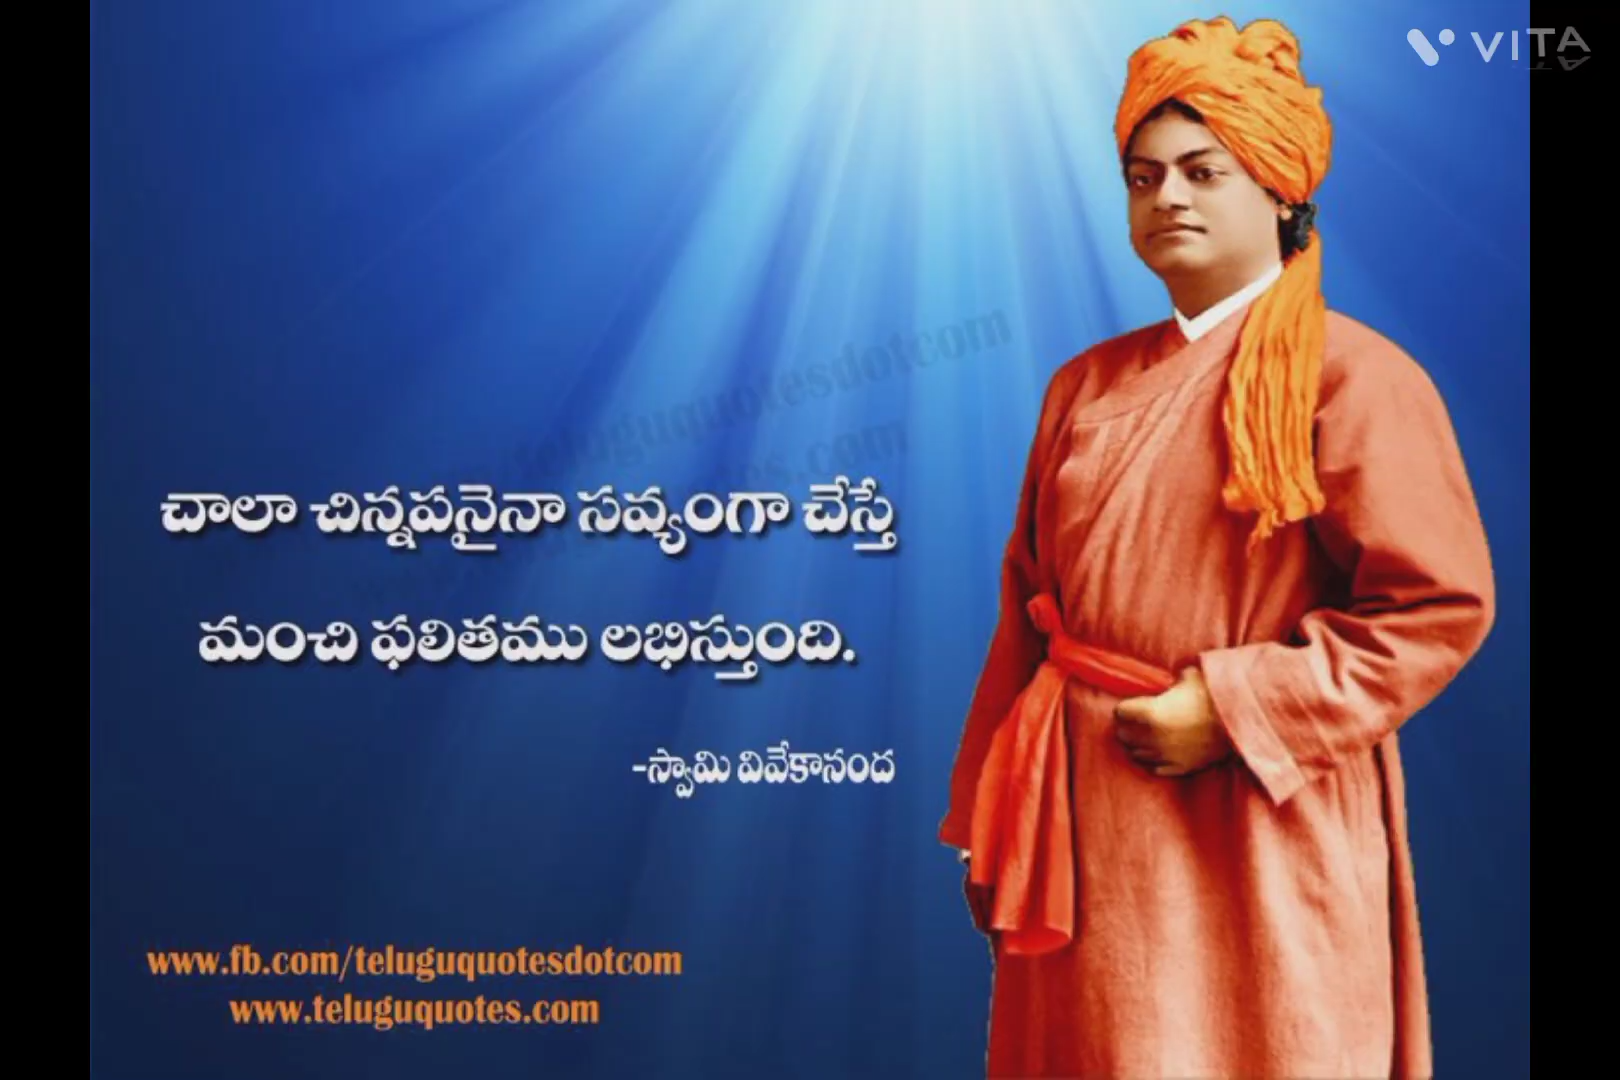 VITA
చాలా చిన్నపనైనా సవ్యంగా చేస్తే
మంచి ఫలితము లభిస్తుంది.
-స్వామి వివేకానంద
www.fb.com/teluguquotesdotcom
www.teluguquotes.com